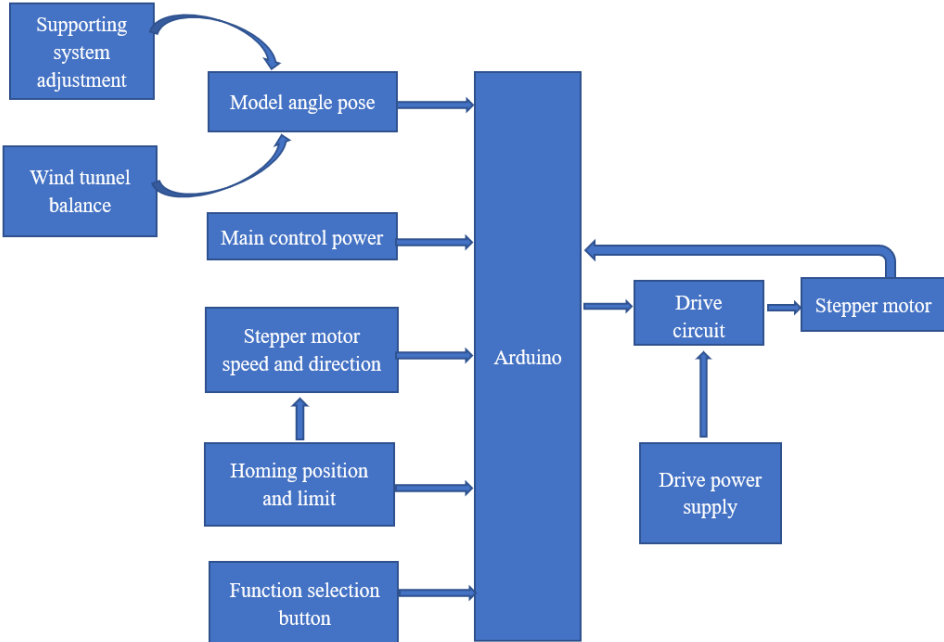 Supporting
system
adjustment
Model angle pose
Wind tunnel
balance
Main control power
Stepper motor
speed and direction
Homing position
and limit
Function selection
button
Arduino
Drive
circuit
Stepper motor
Drive power
supply